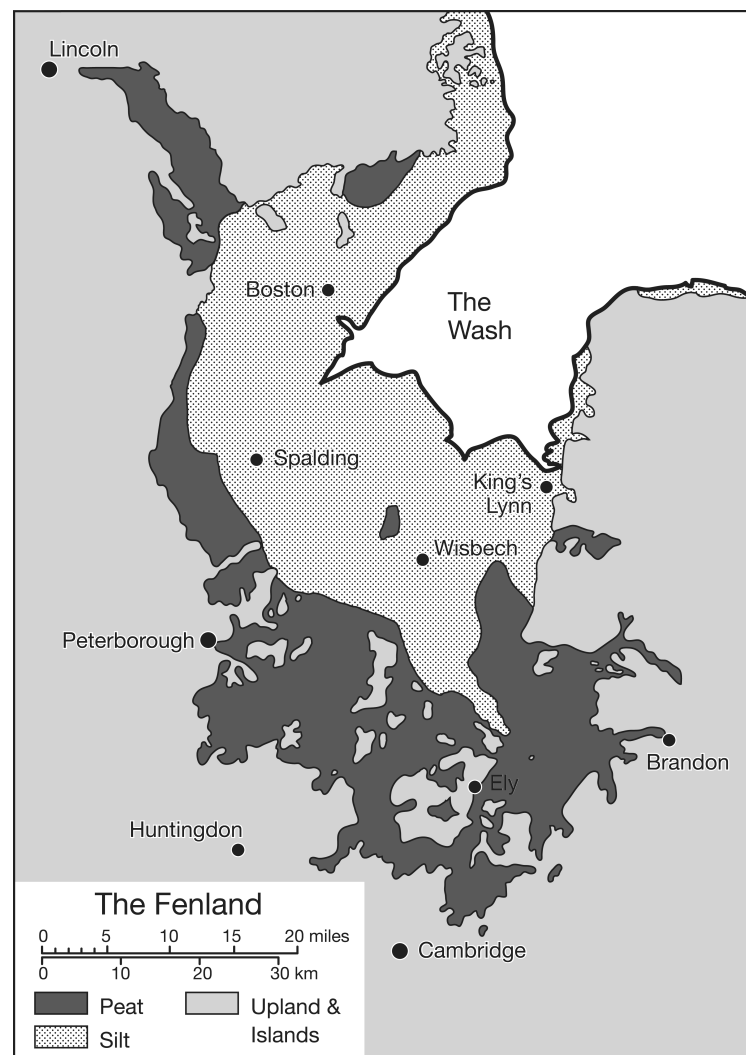 Lincoln
Boston
The
Wash
Spalding
King's
Lynn
Wisbech
Peterborough
Brandon
Ely
Huntingdon
Cambridge
The Fenland
0 5 10 15 20 miles
0 10 20 30 km
Peat
Upland &
Islands
Silt